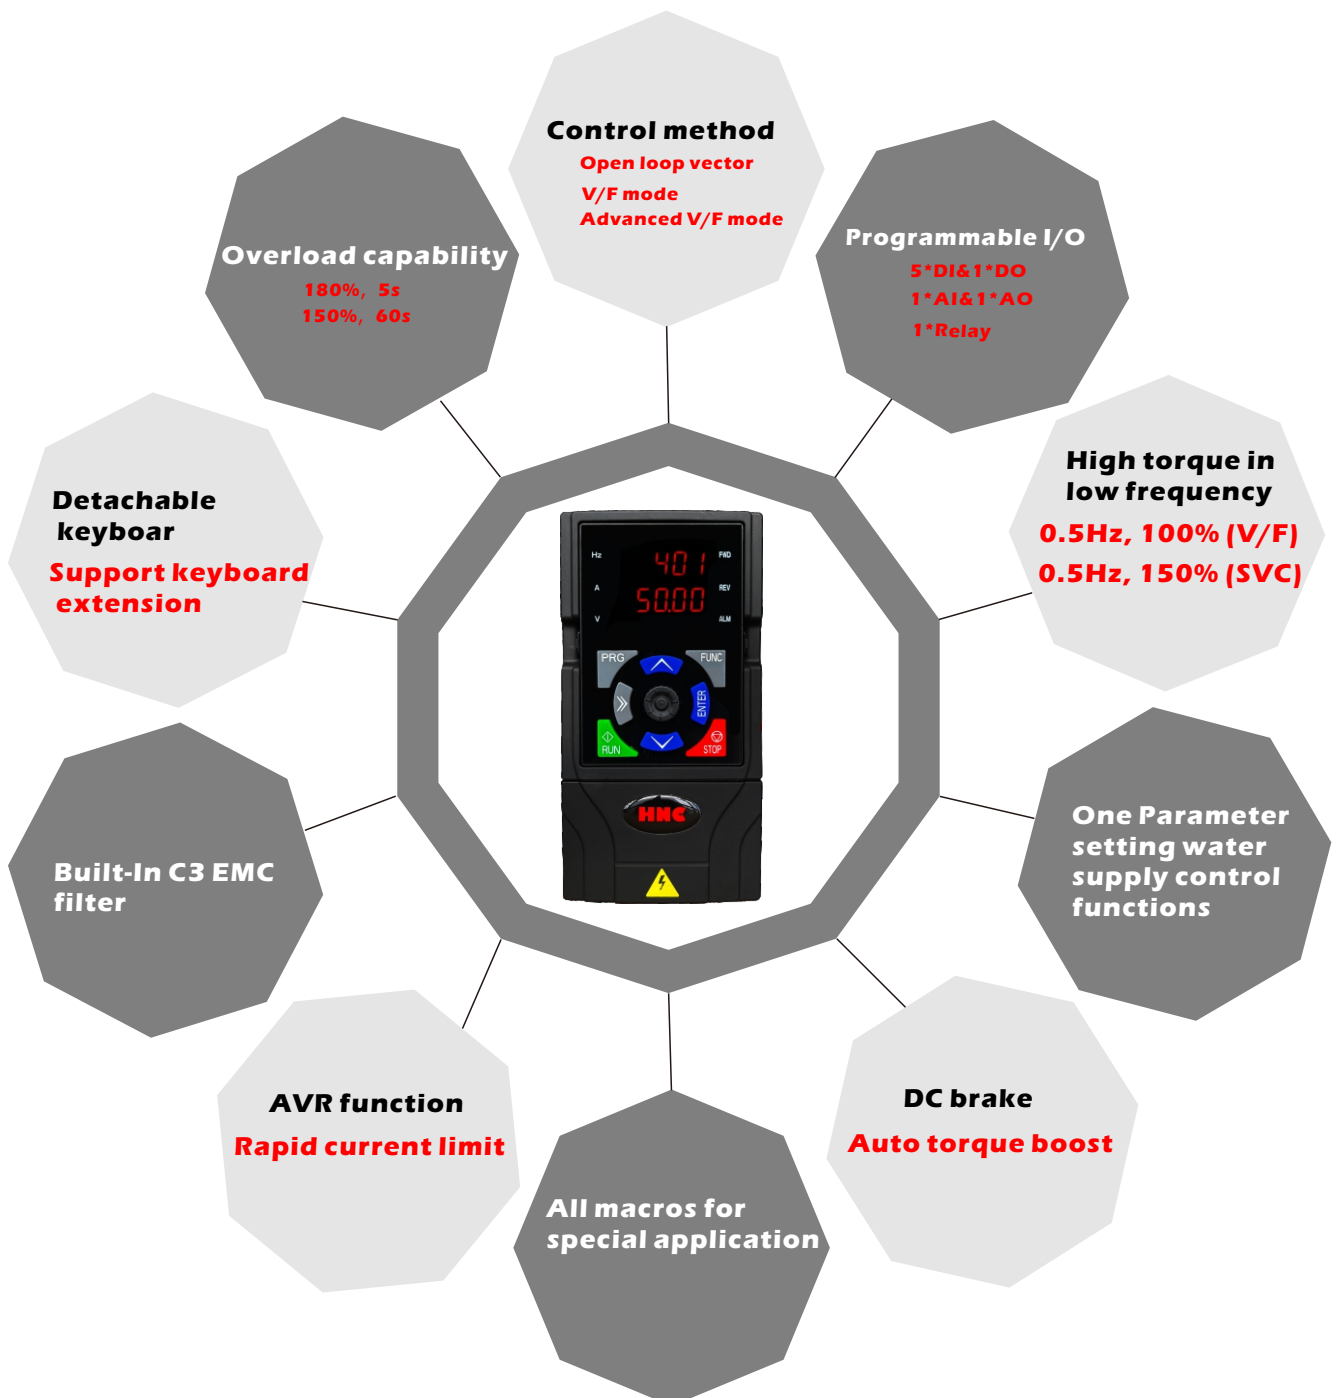 Control method
Open loop vector
V/F mode
Advanced V/F mode
Programmable I/O
5*DI&1*DO
1*AI&1*AO
1*Relay
High torque in
low frequency
0.5Hz, 100% (V/F)
0.5Hz, 150% (SVC)
One Parameter
setting water
supply control
functions
DC brake
Auto torque boost
All macros for
special application
AVR function
Rapid current limit
Built-In C3 EMC
filter
Detachable
keyboar
Support keyboard
extension
Overload capability
180%, 5s
150%, 60s
Hz 401 FWD
A 50.00 REV
V ALM
PRG FUNC
ENTER
RUN STOP
HNC